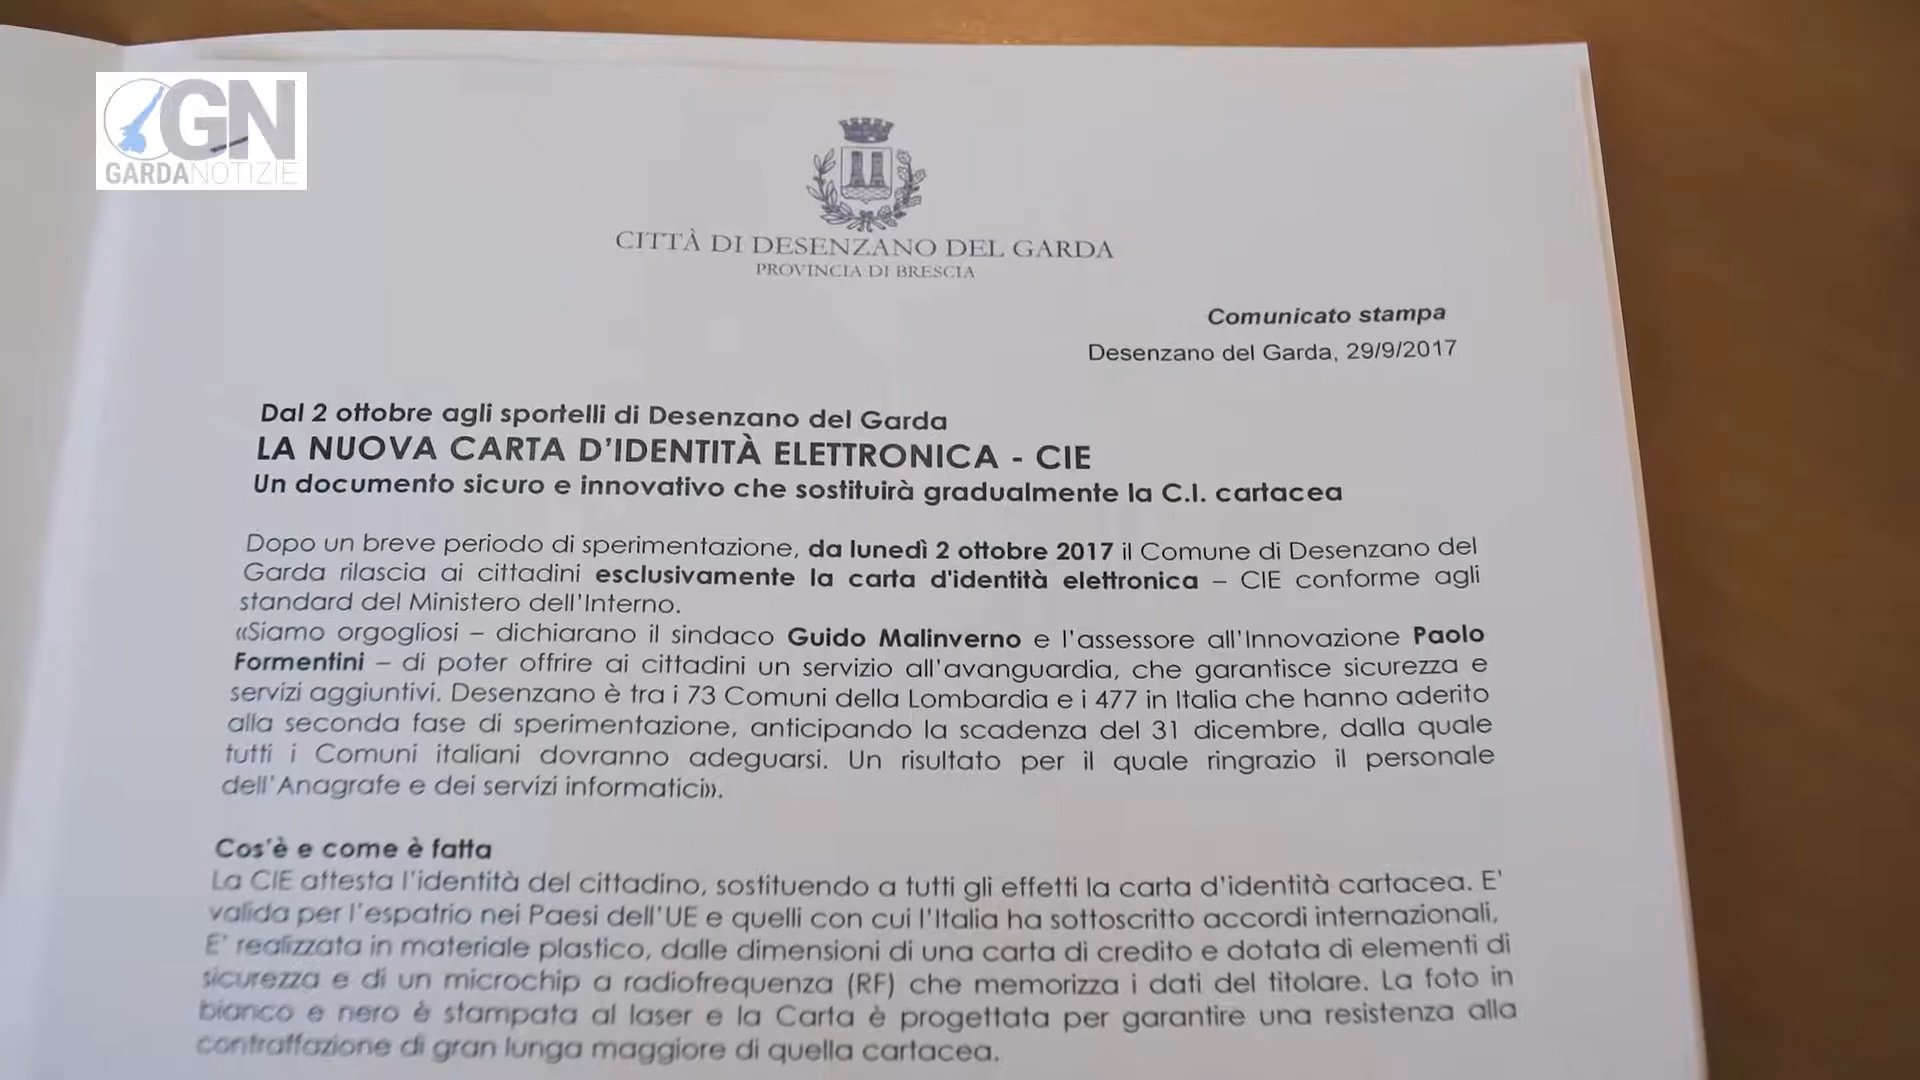 GN
GARDANOTIZIE
CITTÀ DI DESENZANO DEL GARDA
PROVINCIA DI BRESCIA
Comunicato stampa
Desenzano del Garda, 29/9/2017
Dal 2 ottobre agli sportelli di Desenzano del Garda
LA NUOVA CARTA D'IDENTITÀ ELETTRONICA - CIE
Un documento sicuro e innovativo che sostituirà gradualmente la C.I. cartacea
Dopo un breve periodo di sperimentazione, da lunedì 2 ottobre 2017 il Comune di Desenzano del
Garda rilascia ai cittadini esclusivamente la carta d'identità elettronica – CIE conforme agli
standard del Ministero dell'Interno.
«Siamo orgogliosi – dichiarano il sindaco Guido Malinverno e l'assessore all'Innovazione Paolo
Formentini – di poter offrire ai cittadini un servizio all'avanguardia, che garantisce sicurezza e
servizi aggiuntivi. Desenzano è tra i 73 Comuni della Lombardia e i 477 in Italia che hanno aderito
alla seconda fase di sperimentazione, anticipando la scadenza del 31 dicembre, dalla quale
tutti i Comuni italiani dovranno adeguarsi. Un risultato per il quale ringrazio il personale
dell'Anagrafe e dei servizi informatici».
Cos'è e come è fatta
La CIE attesta l'identità del cittadino, sostituendo a tutti gli effetti la carta d'identità cartacea. E'
valida per l'espatrio nei Paesi dell'UE e quelli con cui l'Italia ha sottoscritto accordi internazionali,
E' realizzata in materiale plastico, dalle dimensioni di una carta di credito e dotata di elementi di
sicurezza e di un microchip a radiofrequenza (RF) che memorizza i dati del titolare. La foto in
bianco e nero è stampata al laser e la Carta è progettata per garantire una resistenza alla
contraffazione di gran lunga maggiore di quella cartacea.